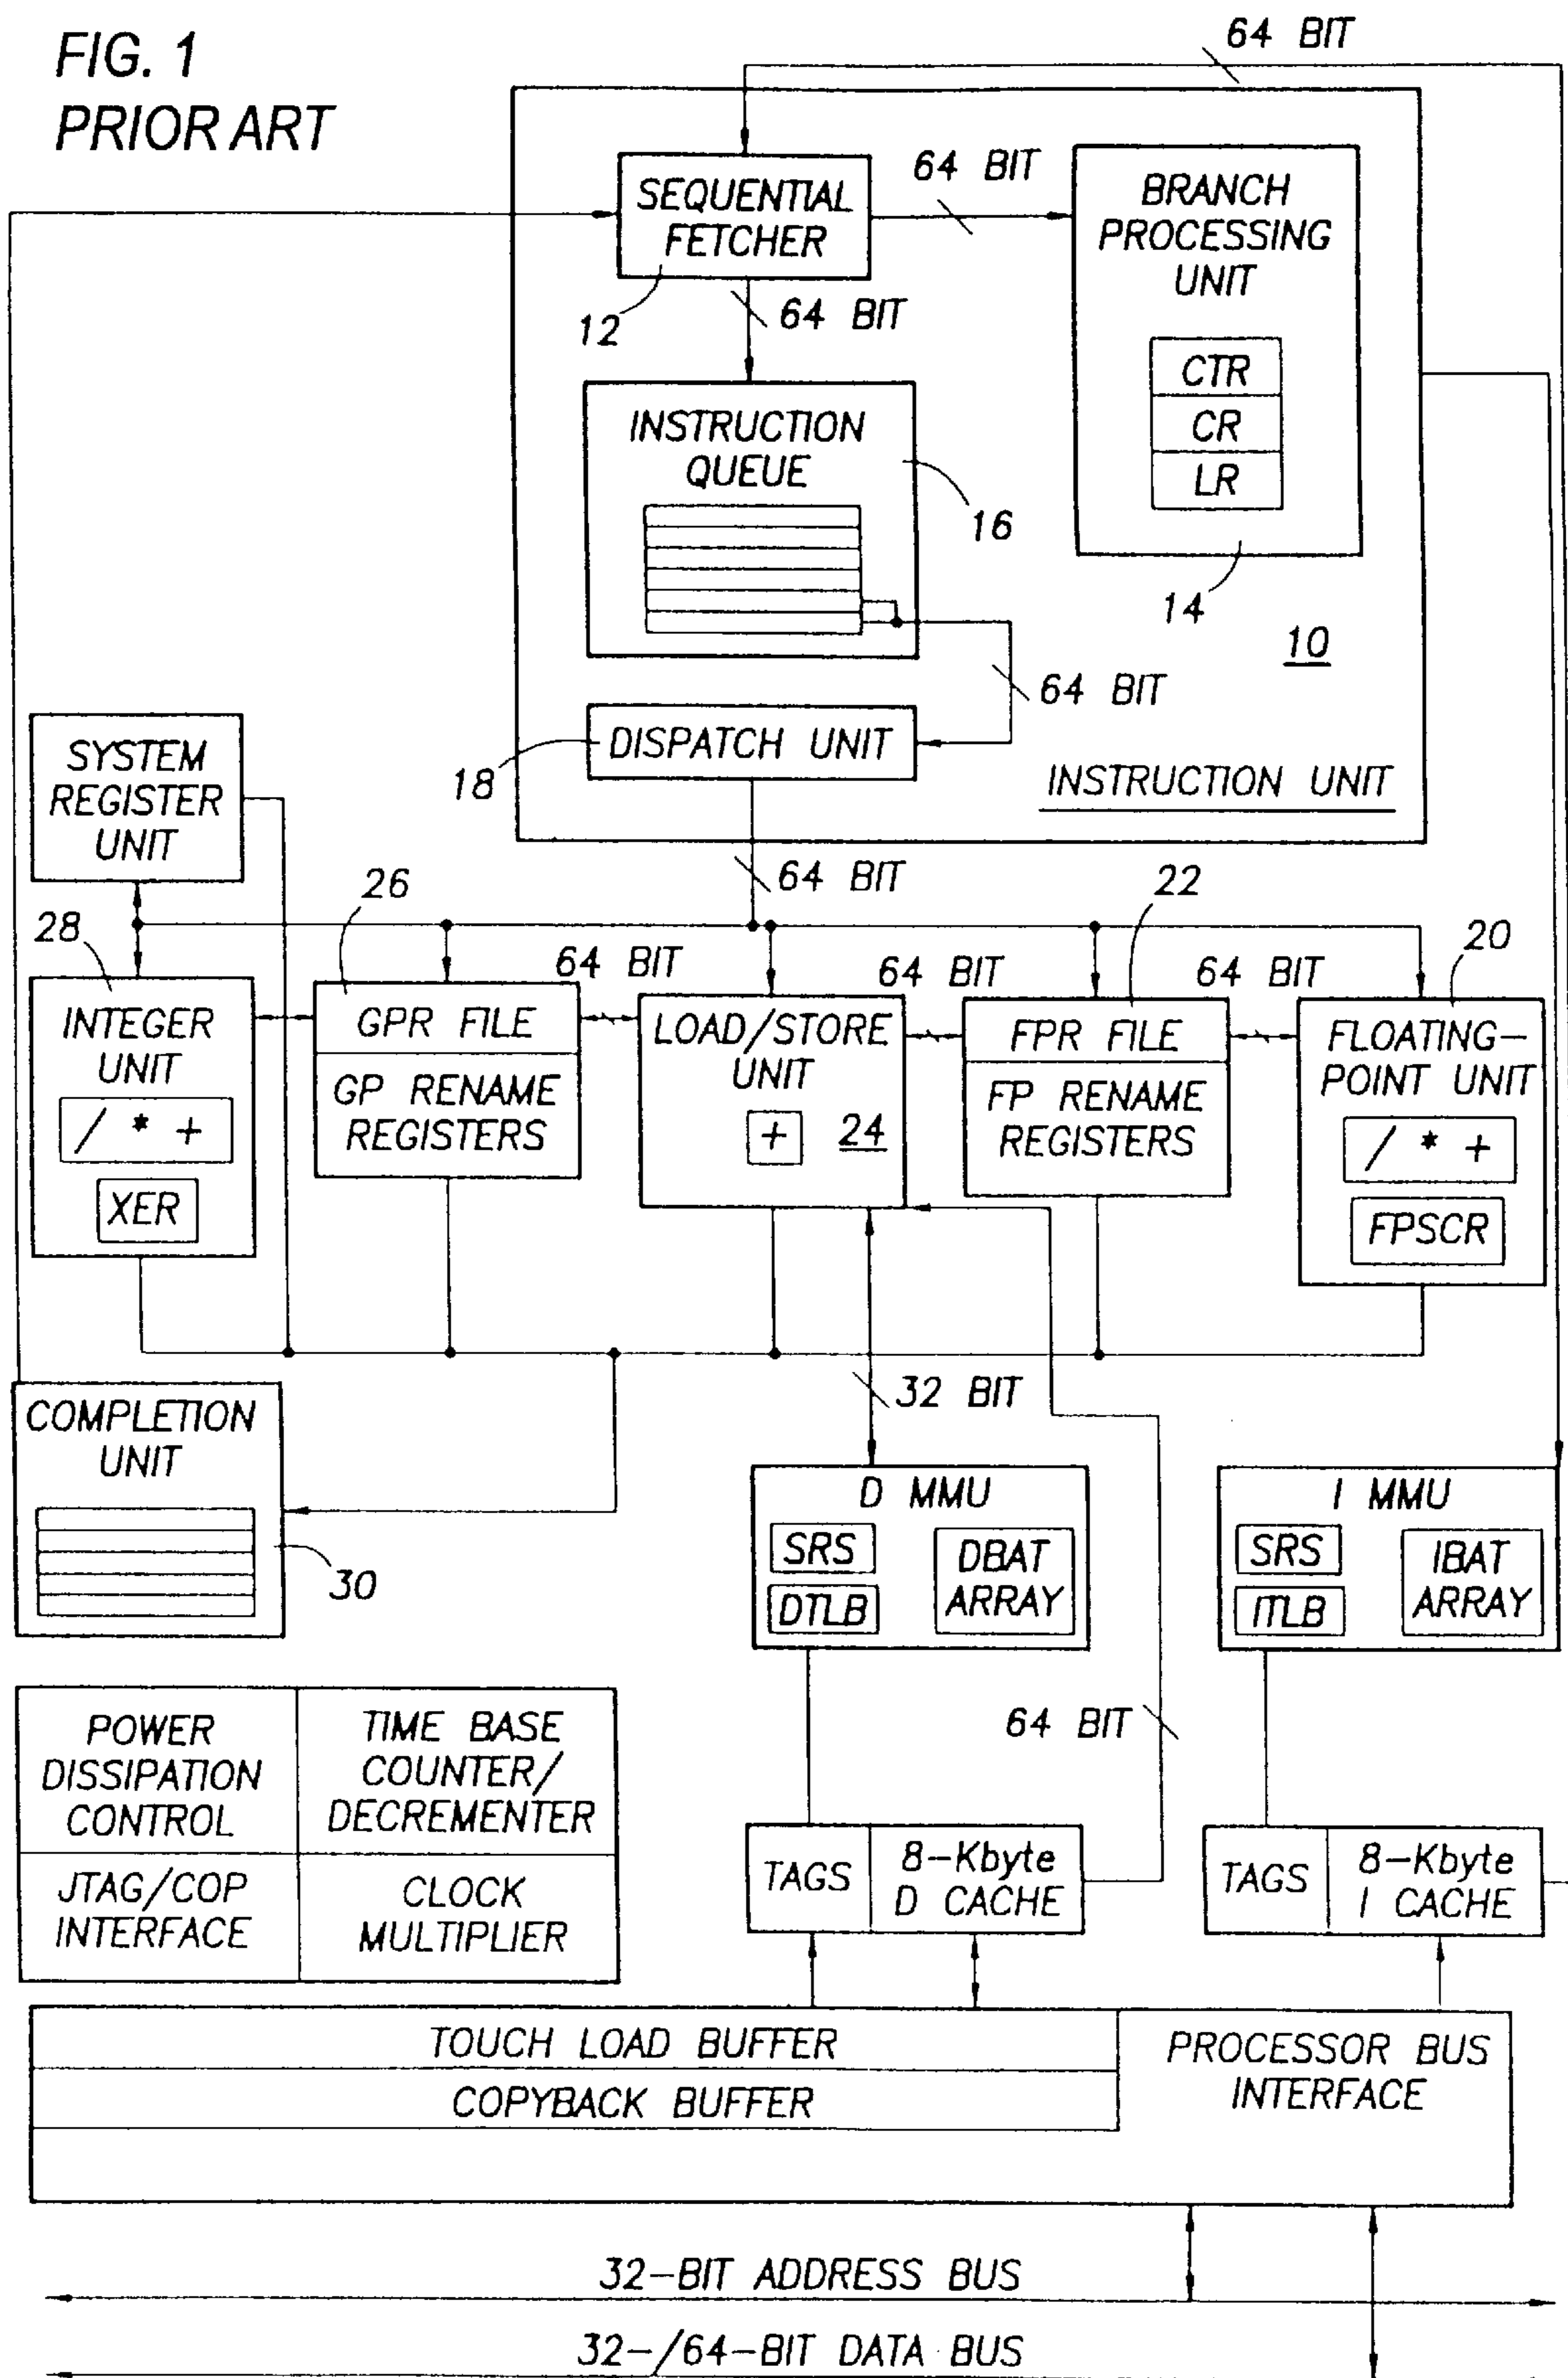 FIG. 1
PRIOR ART
64 BIT
SEQUENTIAL
FETCHER
12
64 BIT
64 BIT
BRANCH
PROCESSING
UNIT
CTR
CR
LR
14
INSTRUCTION
QUEUE
16
10
64 BIT
DISPATCH UNIT
18
INSTRUCTION UNIT
64 BIT
SYSTEM
REGISTER
UNIT
28
INTEGER
UNIT
/ * +
XER
26
GPR FILE
GP RENAME
REGISTERS
64 BIT
LOAD/STORE
UNIT
+
24
64 BIT
22
FPR FILE
FP RENAME
REGISTERS
64 BIT
20
FLOATING-
POINT UNIT
/ * +
FPSCR
32 BIT
COMPLETION
UNIT
30
D MMU
SRS
DTLB
DBAT
ARRAY
I MMU
SRS
ITLB
IBAT
ARRAY
64 BIT
POWER
DISSIPATION
CONTROL
TIME BASE
COUNTER/
DECREMENTER
JTAG/COP
INTERFACE
CLOCK
MULTIPLIER
TAGS
8-Kbyte
D CACHE
TAGS
8-Kbyte
I CACHE
TOUCH LOAD BUFFER
COPYBACK BUFFER
PROCESSOR BUS
INTERFACE
32-BIT ADDRESS BUS
32-/64-BIT DATA BUS